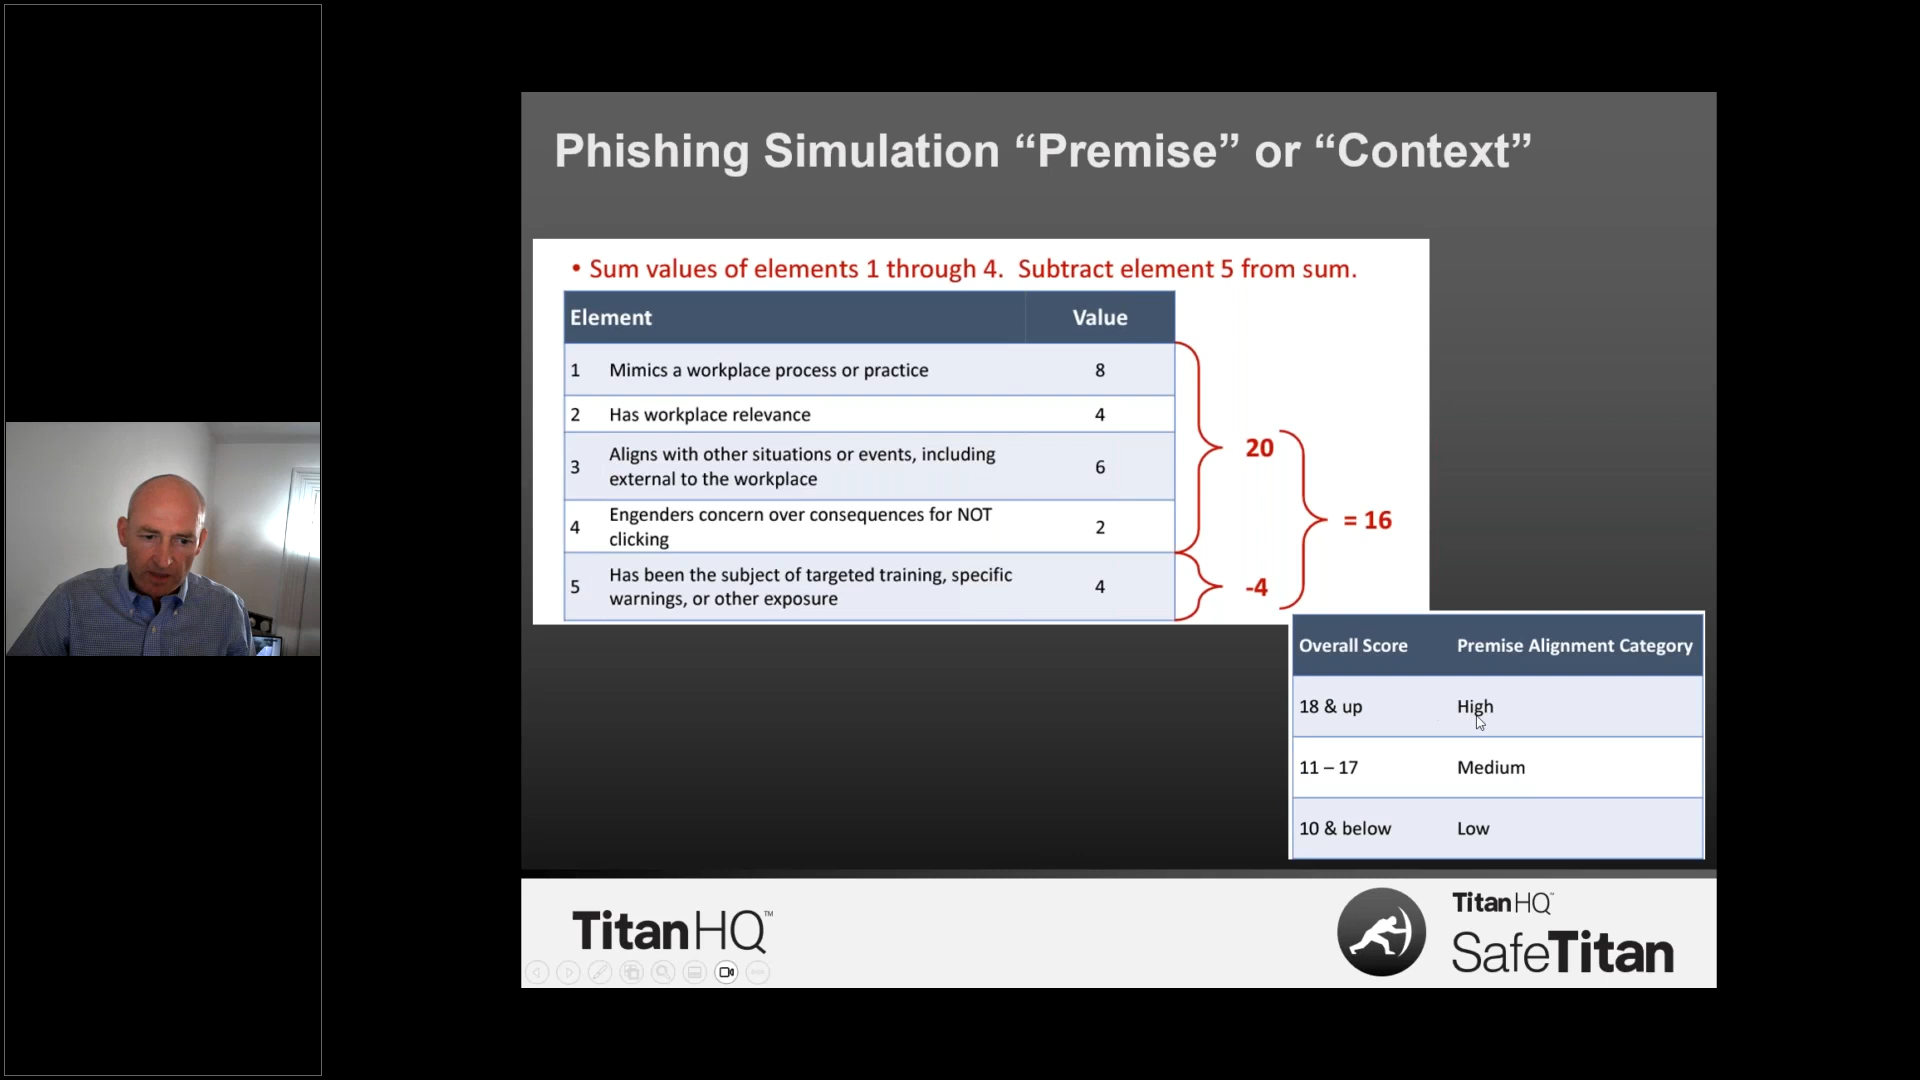 Phishing Simulation “Premise” or “Context”
• Sum values of elements 1 through 4. Subtract element 5 from sum.
Element Value
1 Mimics a workplace process or practice 8
2 Has workplace relevance 4
3 Aligns with other situations or events, including
external to the workplace 6
4 Engenders concern over consequences for NOT
clicking 2
5 Has been the subject of targeted training, specific
warnings, or other exposure 4
20
-4
= 16
Overall Score Premise Alignment Category
18 & up High
11 – 17 Medium
10 & below Low
TitanHQ™
TitanHQ™
SafeTitan